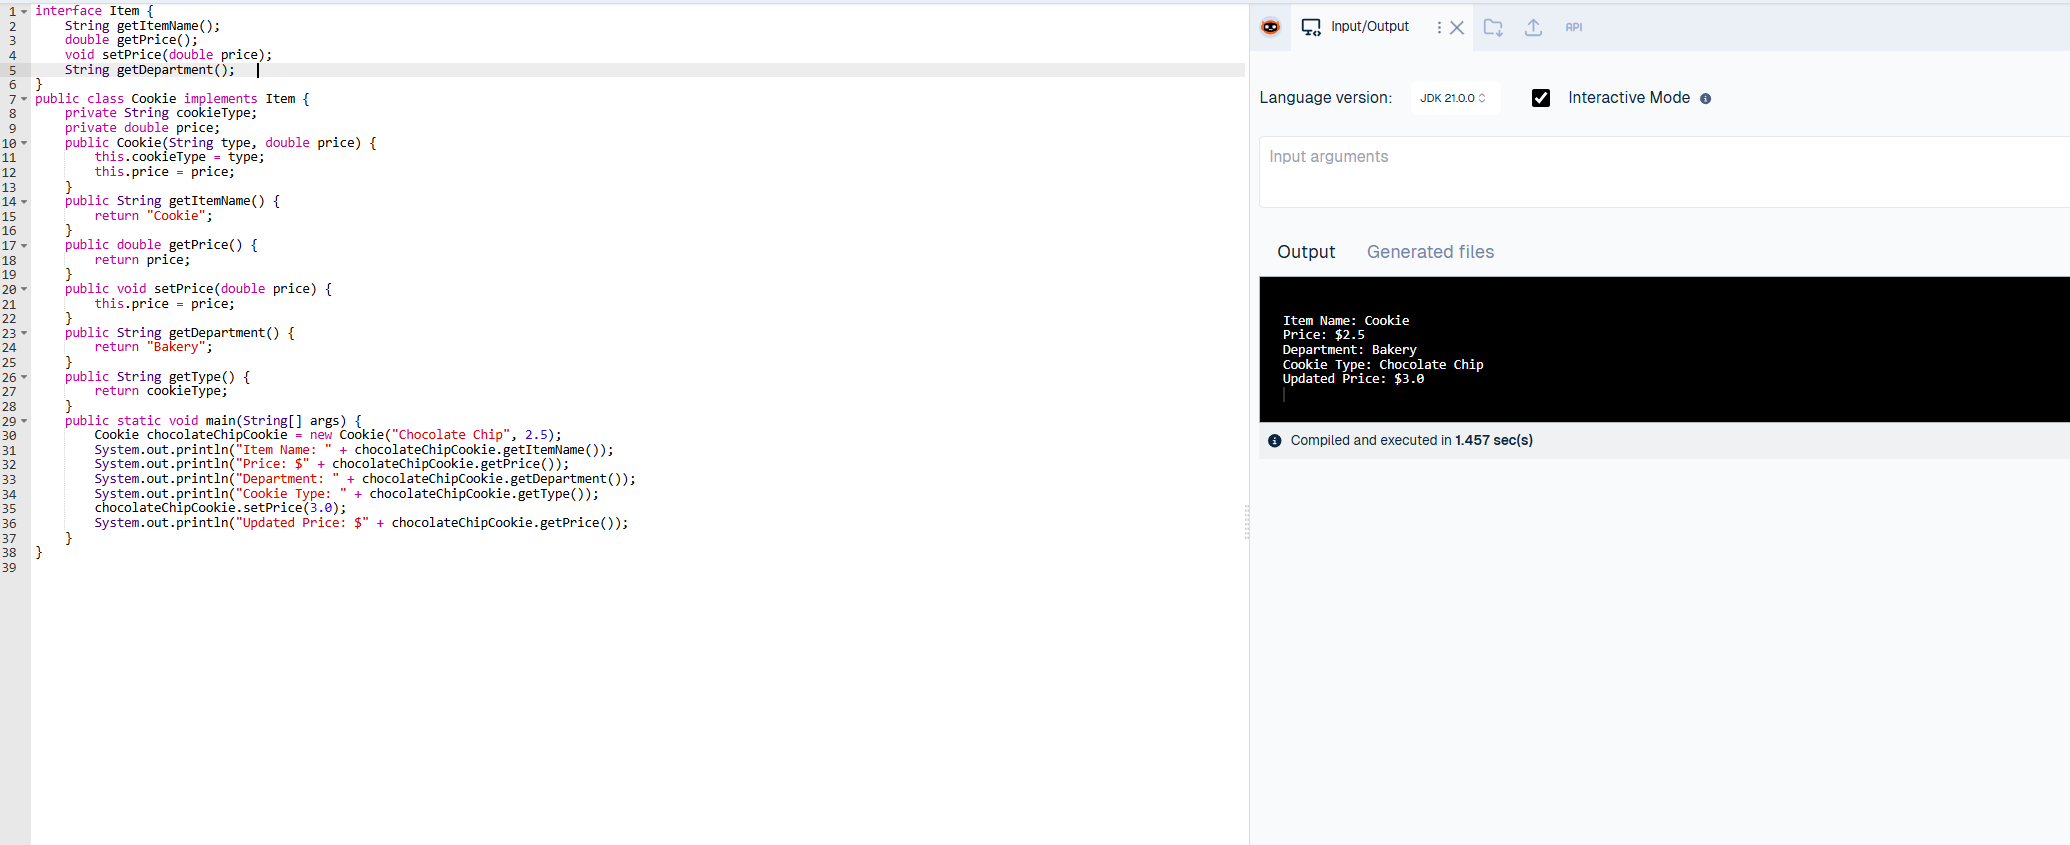 1 interface Item {
2     String getItemName();
3     double getPrice();
4     void setPrice(double price);
5     String getDepartment();
6 }
7 public class Cookie implements Item {
8     private String cookieType;
9     private double price;
10     public Cookie(String type, double price) {
11         this.cookieType = type;
12         this.price = price;
13     }
14     public String getItemName() {
15         return "Cookie";
16     }
17     public double getPrice() {
18         return price;
19     }
20     public void setPrice(double price) {
21         this.price = price;
22     }
23     public String getDepartment() {
24         return "Bakery";
25     }
26     public String getType() {
27         return cookieType;
28     }
29     public static void main(String[] args) {
30         Cookie chocolateChipCookie = new Cookie("Chocolate Chip", 2.5);
31         System.out.println("Item Name: " + chocolateChipCookie.getItemName());
32         System.out.println("Price: $" + chocolateChipCookie.getPrice());
33         System.out.println("Department: " + chocolateChipCookie.getDepartment());
34         System.out.println("Cookie Type: " + chocolateChipCookie.getType());
35         chocolateChipCookie.setPrice(3.0);
36         System.out.println("Updated Price: $" + chocolateChipCookie.getPrice());
37     }
38 }
39
Input/Output API
Language version: JDK 21.0.0 Interactive Mode
Input arguments
Output Generated files
Item Name: Cookie
Price: $2.5
Department: Bakery
Cookie Type: Chocolate Chip
Updated Price: $3.0
Compiled and executed in 1.457 sec(s)